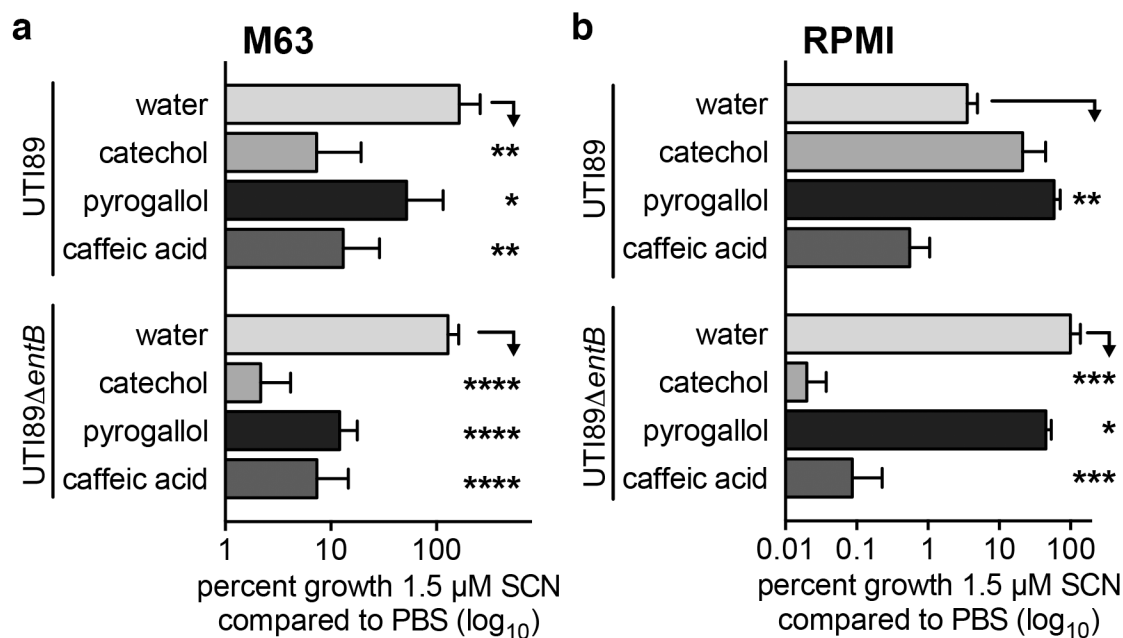 a
M63
UTI89
water
catechol
**
pyrogallol
*
caffeic acid
**
UTI89ΔentB
water
catechol
****
pyrogallol
****
caffeic acid
****
1 10 100
percent growth 1.5 µM SCN
compared to PBS (log10)
b
RPMI
UTI89
water
catechol
pyrogallol
**
caffeic acid
UTI89ΔentB
water
catechol
***
pyrogallol
*
caffeic acid
***
0.01 0.1 1 10 100
percent growth 1.5 µM SCN
compared to PBS (log10)